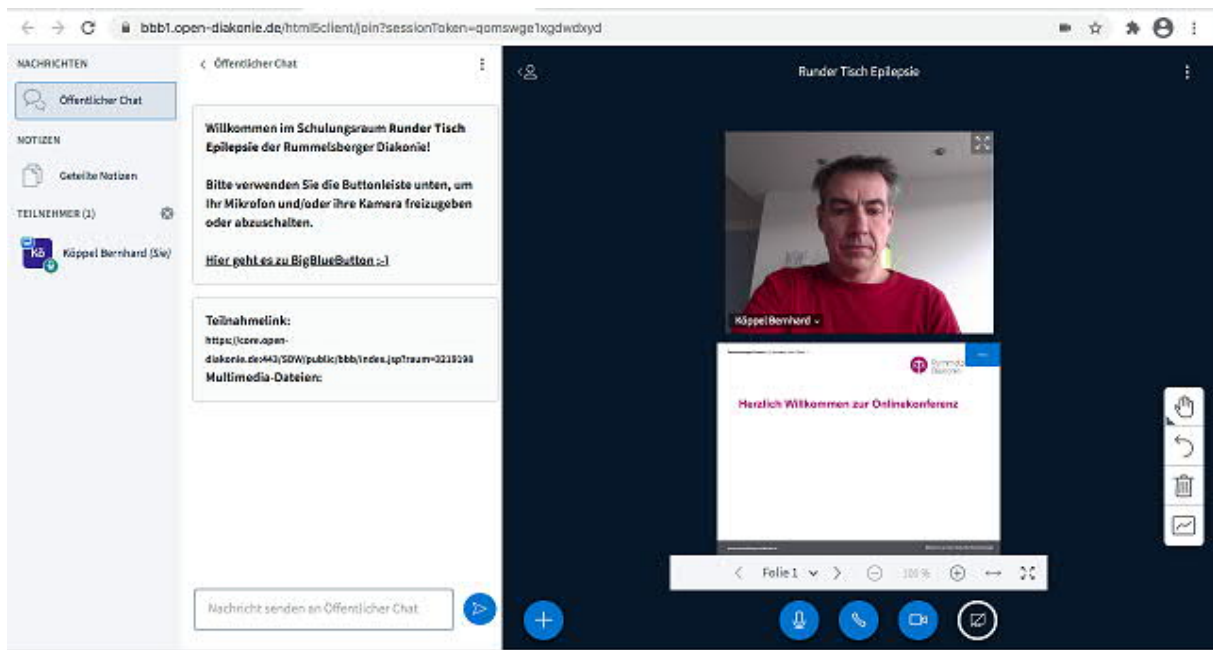 bbb1.open-diakonie.de/html5client/join?sessionToken=qomswge1xgdwdxyd
NACHRICHTEN
Öffentlicher Chat
NOTIZEN
Geteilte Notizen
TEILNEHMER (1)
Kö
Köppel Bernhard (Sie)
Öffentlicher Chat
Willkommen im Schulungsraum Runder Tisch
Epilepsie der Rummelsberger Diakonie!
Bitte verwenden Sie die Buttonleiste unten, um
Ihr Mikrofon und/oder ihre Kamera freizugeben
oder abzuschalten.
Hier geht es zu BigBlueButton :-)
Teilnahmelink:
https://core.open-
diakonie.de:443/SDW/public/bbb/index.jsp?raum=3219198
Multimedia-Dateien:
Nachricht senden an Öffentlicher Chat
Runder Tisch Epilepsie
Köppel Bernhard
Diakonie
Herzlich Willkommen zur Onlinekonferenz
Folie 1
100 %